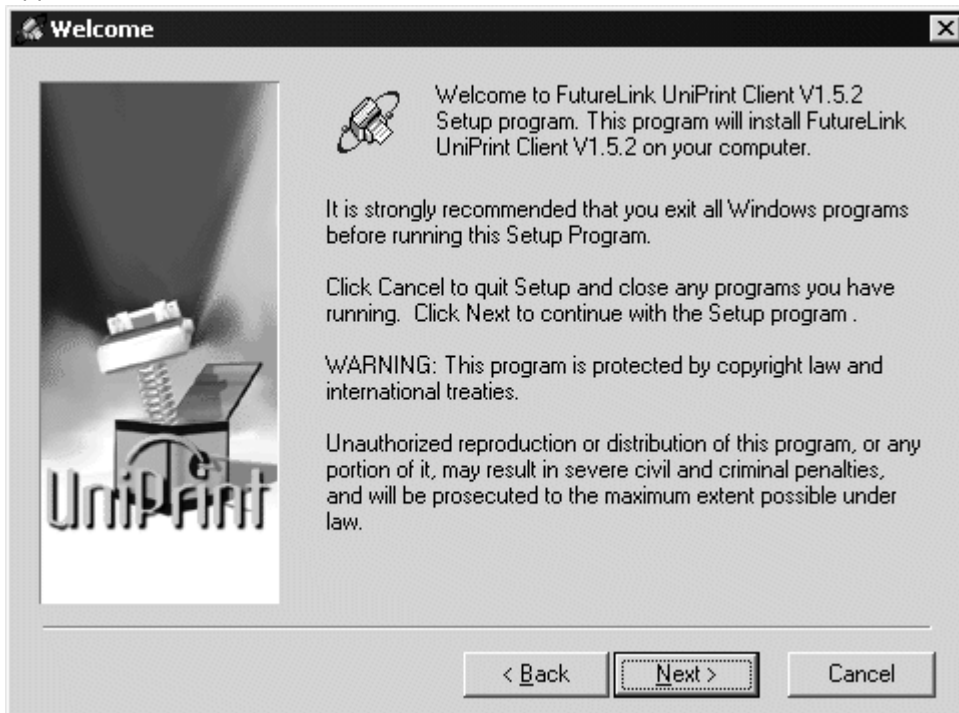 Welcome
Welcome to FutureLink UniPrint Client V1.5.2
Setup program. This program will install FutureLink
UniPrint Client V1.5.2 on your computer.
It is strongly recommended that you exit all Windows programs
before running this Setup Program.
Click Cancel to quit Setup and close any programs you have
running.  Click Next to continue with the Setup program .
WARNING: This program is protected by copyright law and
international treaties.
Unauthorized reproduction or distribution of this program, or any
portion of it, may result in severe civil and criminal penalties,
and will be prosecuted to the maximum extent possible under
law.
UniPrint
< Back
Next >
Cancel